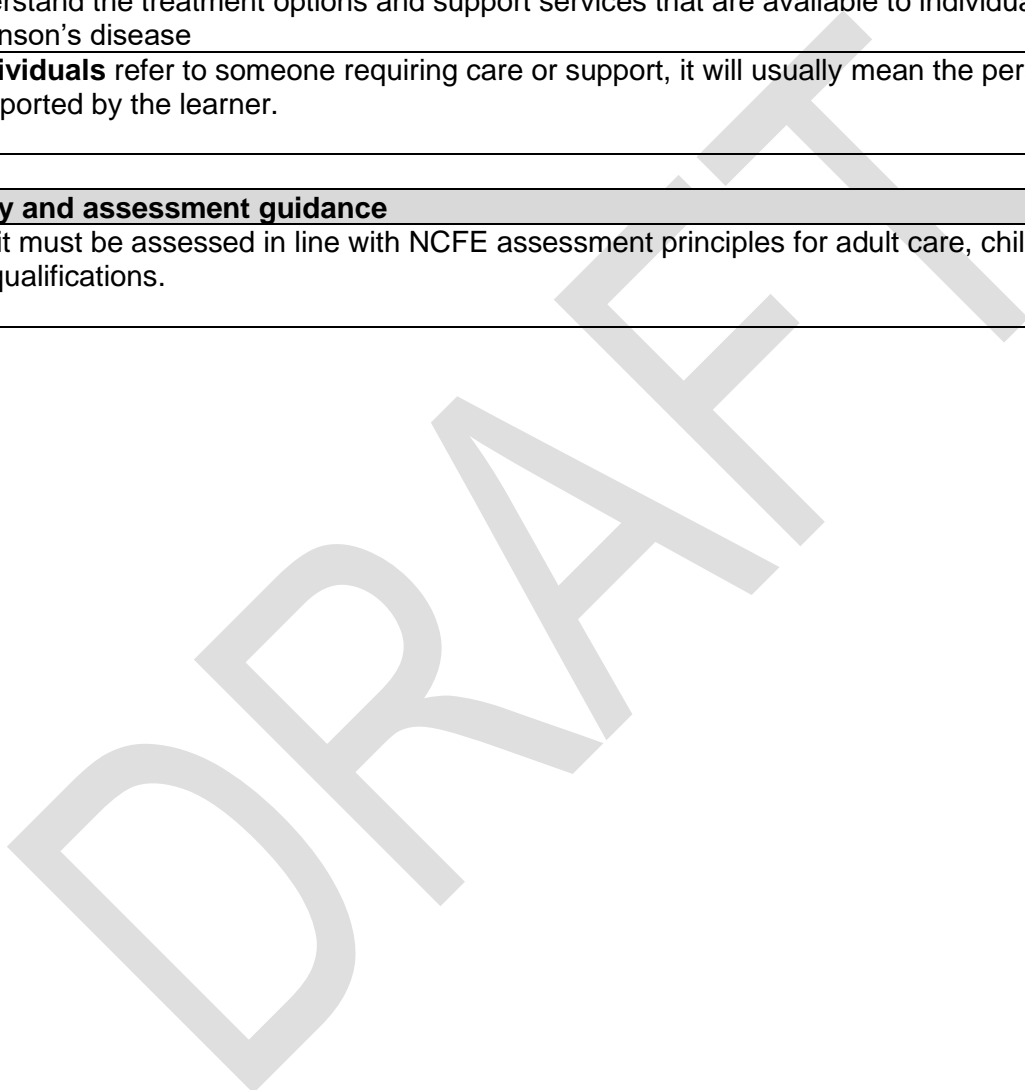 erstand the treatment options and support services that are available to individua
nson's disease
ividuals refer to someone requiring care or support, it will usually mean the per
ported by the learner.
y and assessment guidance
it must be assessed in line with NCFE assessment principles for adult care, chil
qualifications.
DRAFT